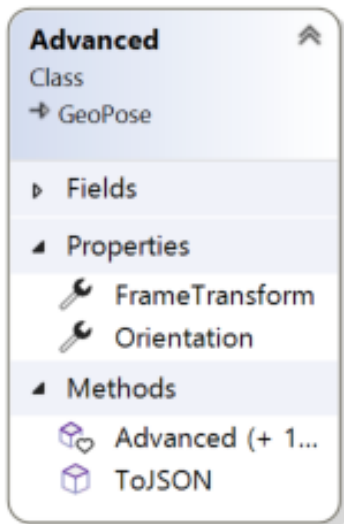 Advanced
Class
GeoPose
Fields
Properties
FrameTransform
Orientation
Methods
Advanced (+ 1...
ToJSON